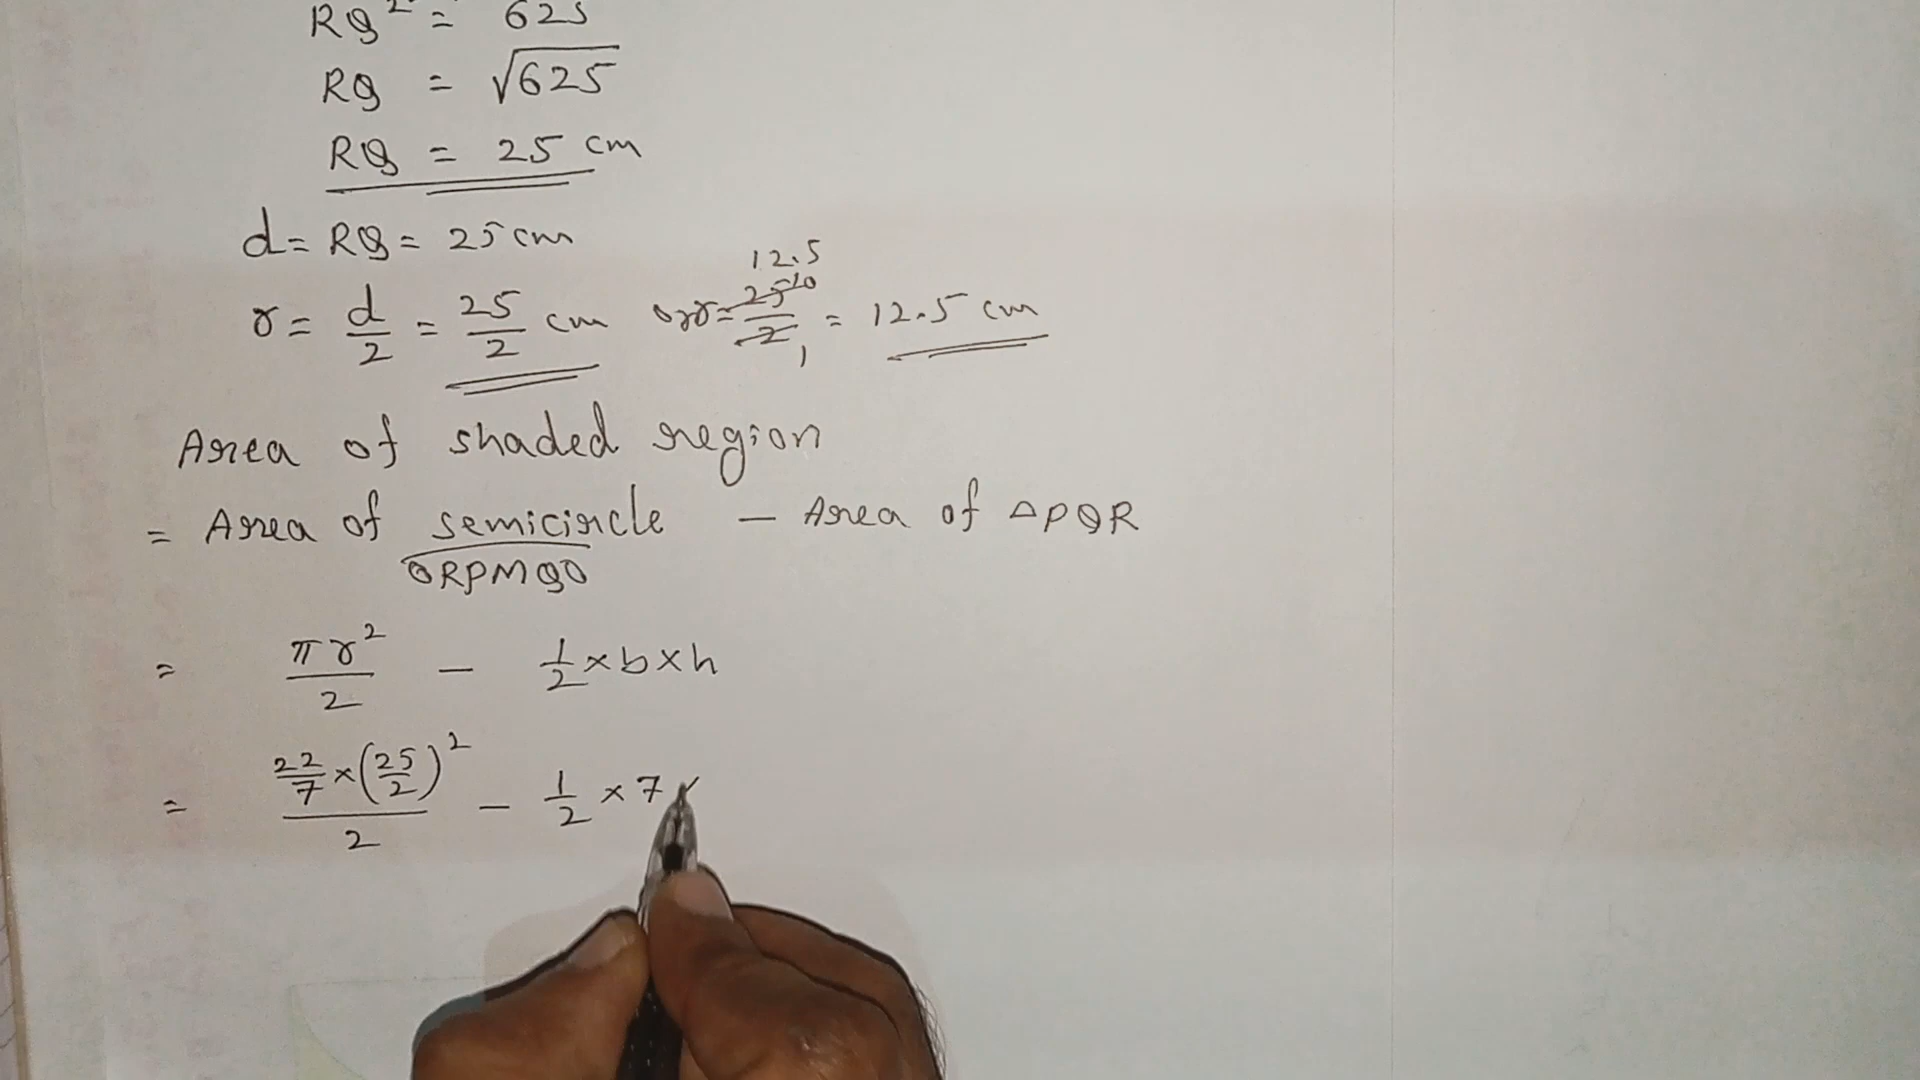 RQ² = 625
RQ = √625
RQ = 25 cm
d = RQ = 25 cm
r = d/2 = 25/2 cm or r = 25.0/2 = 12.5 cm
12.5
1
Area of shaded region
= Area of semicircle – Area of △PQR
ORPMQO
= πr²/2 – 1/2 × b × h
= 22/7 × (25/2)² / 2 – 1/2 × 7 ×